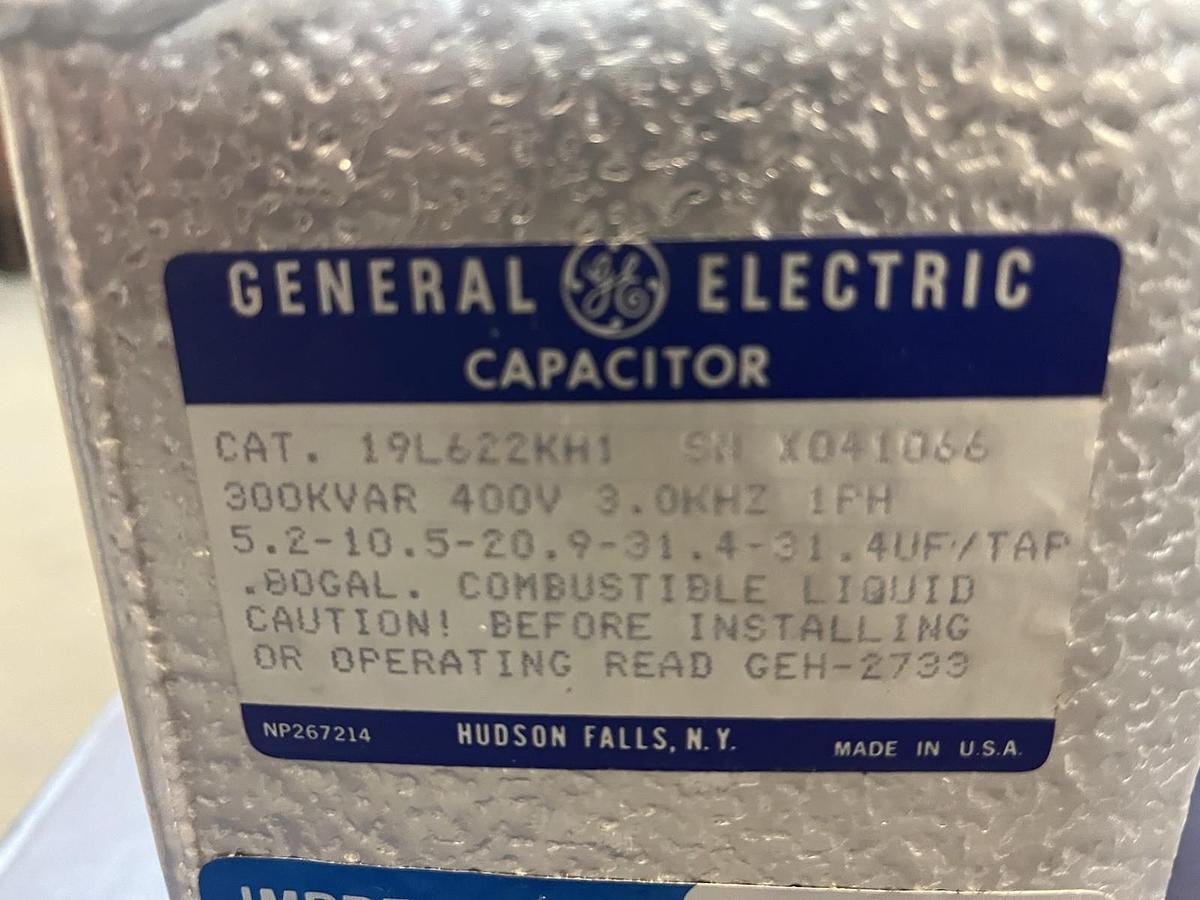 GENERAL GE ELECTRIC
CAPACITOR
CAT. 19L622KH1 SN X041066
300KVAR 400V 3.0KHZ 1PH
5.2-10.5-20.9-31.4-31.4UF/TAP
.80GAL. COMBUSTIBLE LIQUID
CAUTION! BEFORE INSTALLING
OR OPERATING READ GEH-2733
NP267214 HUDSON FALLS, N.Y. MADE IN U.S.A.